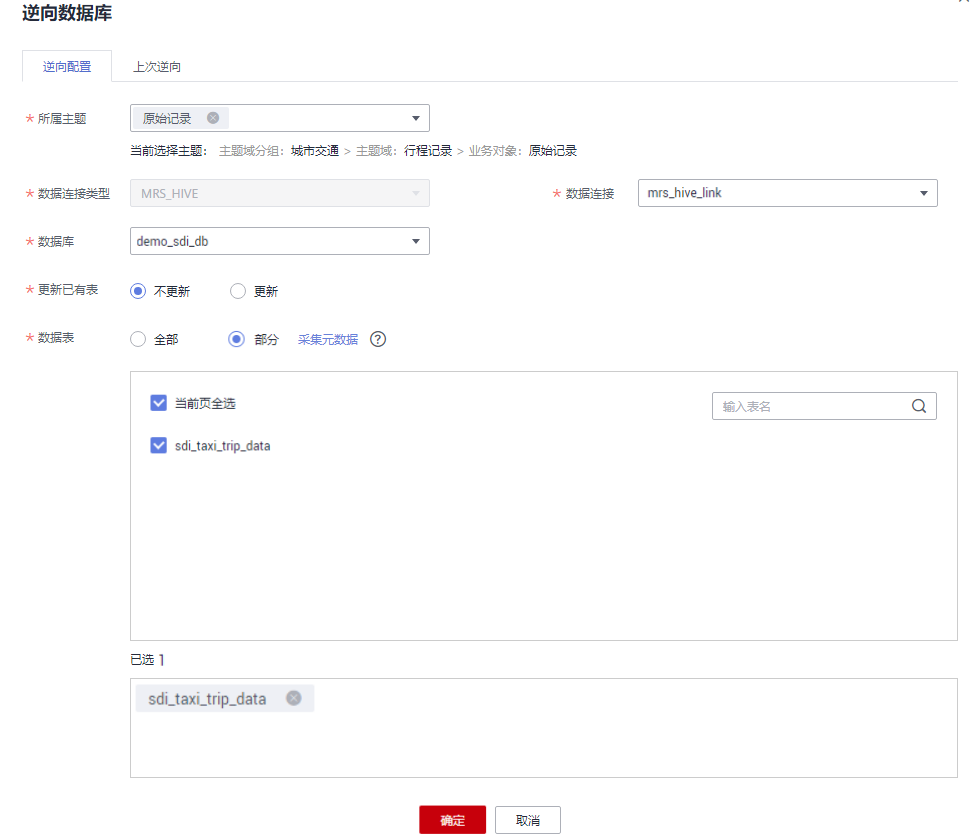 逆向数据库
逆向配置 上次逆向
* 所属主题 原始记录
当前选择主题： 主题域分组: 城市交通 > 主题域: 行程记录 > 业务对象: 原始记录
* 数据连接类型 MRS_HIVE * 数据连接 mrs_hive_link
* 数据库 demo_sdi_db
* 更新已有表 不更新 更新
* 数据表 全部 部分 采集元数据 ?
当前页全选 输入表名
sdi_taxi_trip_data
已选 1
sdi_taxi_trip_data
确定 取消